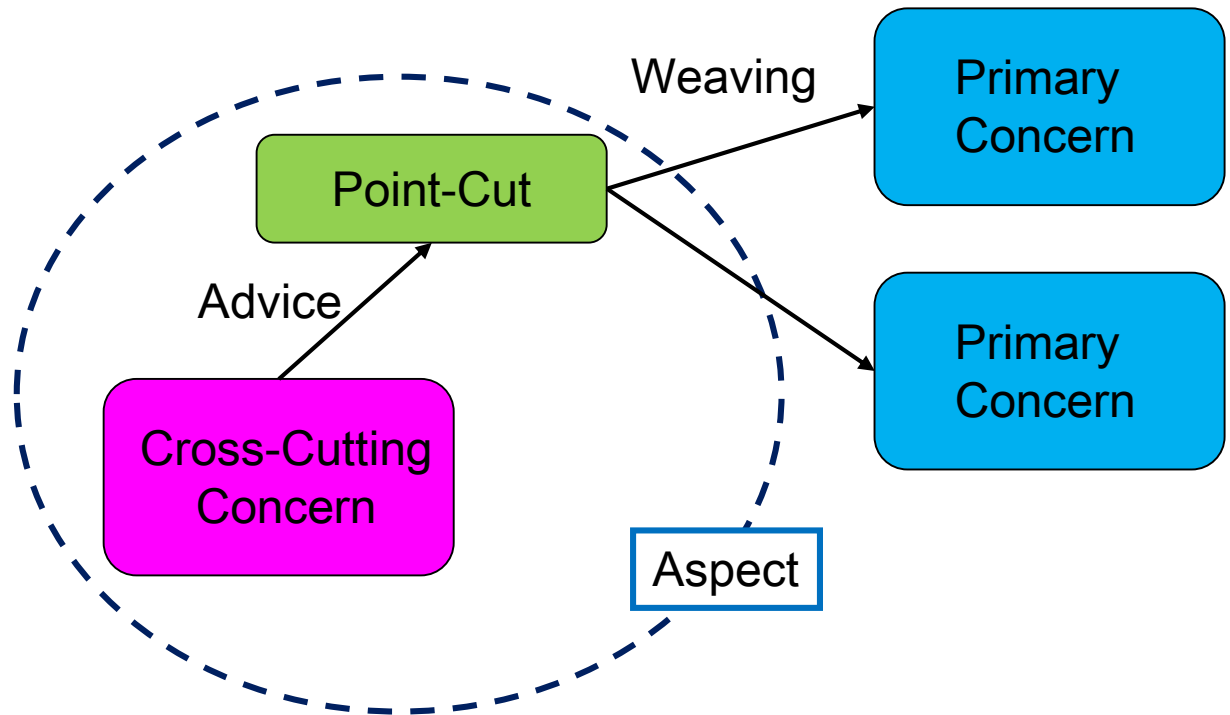 Weaving
Primary
Concern
Point-Cut
Advice
Primary
Concern
Cross-Cutting
Concern
Aspect